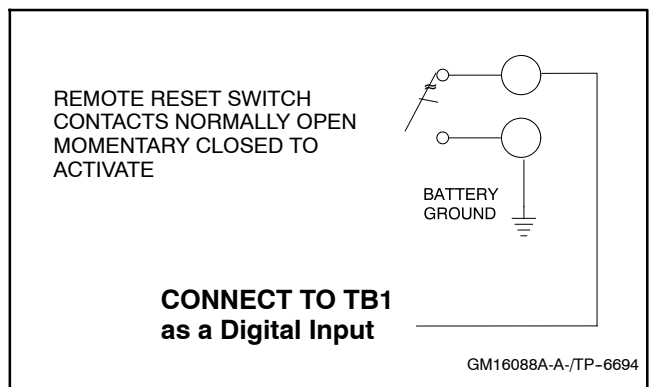 REMOTE RESET SWITCH
CONTACTS NORMALLY OPEN
MOMENTARY CLOSED TO
ACTIVATE
BATTERY
GROUND
CONNECT TO TB1
as a Digital Input
GM16088A-A-/TP-6694